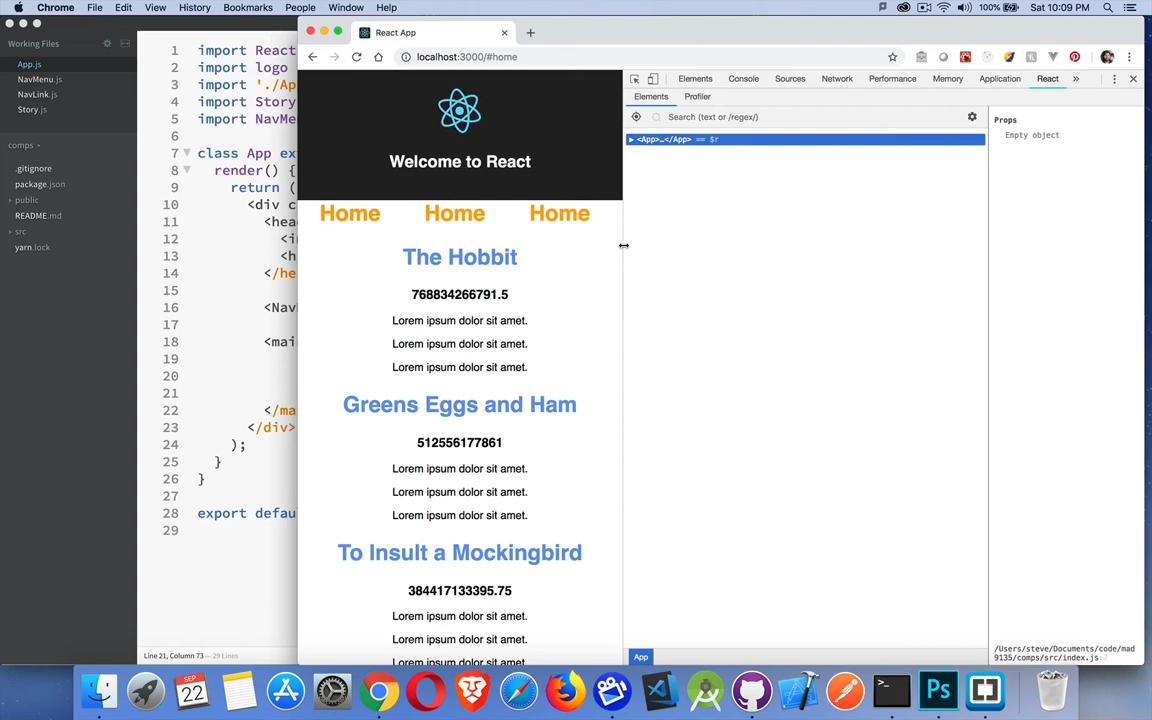 Chrome File Edit View History Bookmarks People Window Help 100% Sat 10:09 PM
Working Files
App.js
NavMenu.js
NavLink.js
Story.js
comps
.gitignore
package.json
public
README.md
src
yarn.lock
1 import React
2 import logo
3 import './Ap
4 import Story
5 import NavMe
6
7 class App ex
8 render() {
9 return (
10 <div c
11 <hea
12 <i
13 <h
14 </he
15
16 <Nav
17
18 <mai
19
20
21
22 </ma
23 </div>
24 );
25 }
26 }
27
28 export defau
29
Line 21, Column 73 — 29 Lines
React App
localhost:3000/#home
Welcome to React
Home Home Home
The Hobbit
768834266791.5
Lorem ipsum dolor sit amet.
Lorem ipsum dolor sit amet.
Lorem ipsum dolor sit amet.
Greens Eggs and Ham
512556177861
Lorem ipsum dolor sit amet.
Lorem ipsum dolor sit amet.
Lorem ipsum dolor sit amet.
To Insult a Mockingbird
384417133395.75
Lorem ipsum dolor sit amet.
Lorem ipsum dolor sit amet.
Lorem ipsum dolor sit amet.
Elements Console Sources Network Performance Memory Application React »
Elements Profiler
Search (text or /regex/)
<App>…</App> == $r
Props
Empty object
App
/Users/steve/Documents/code/mad
9135/comps/src/index.js:7
SEP
22
Ps